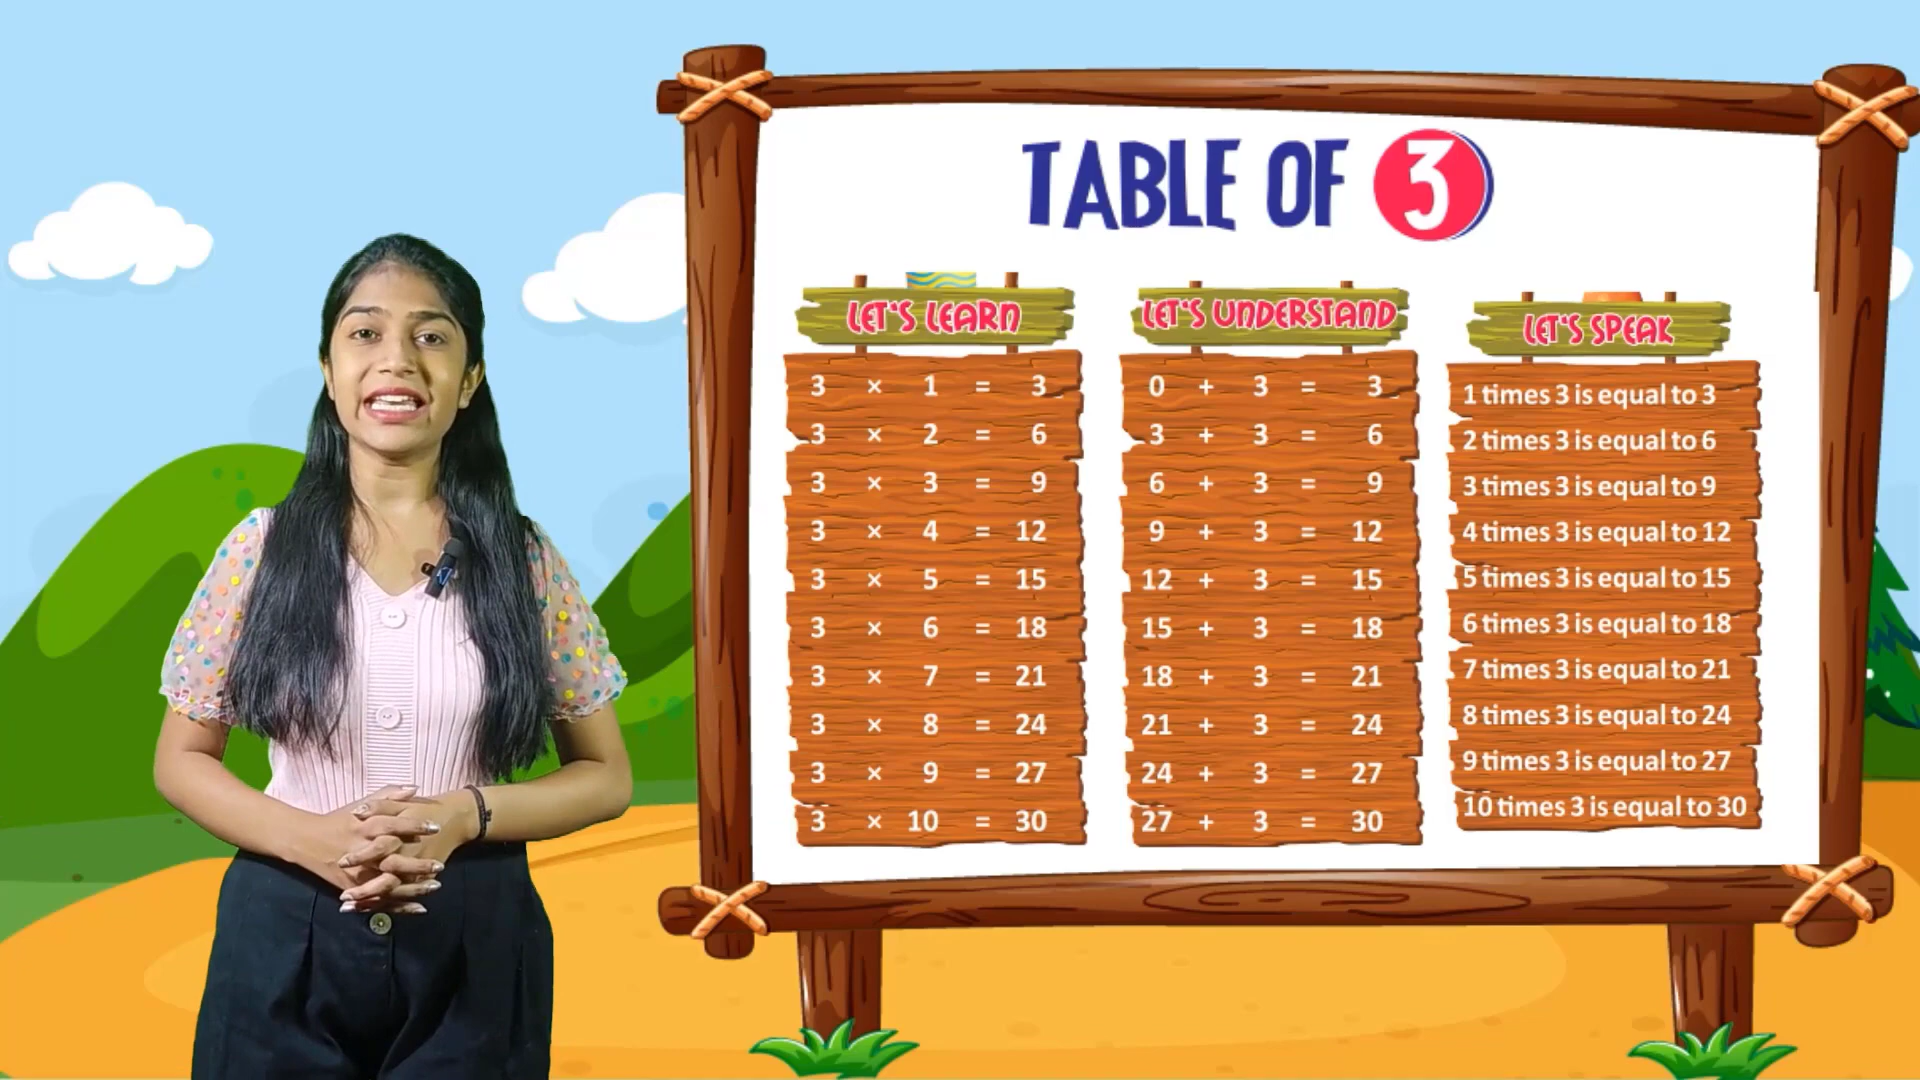 TABLE OF 3
LET'S LEARN
3 × 1 = 3
3 × 2 = 6
3 × 3 = 9
3 × 4 = 12
3 × 5 = 15
3 × 6 = 18
3 × 7 = 21
3 × 8 = 24
3 × 9 = 27
3 × 10 = 30
LET'S UNDERSTAND
0 + 3 = 3
3 + 3 = 6
6 + 3 = 9
9 + 3 = 12
12 + 3 = 15
15 + 3 = 18
18 + 3 = 21
21 + 3 = 24
24 + 3 = 27
27 + 3 = 30
LET'S SPEAK
1 times 3 is equal to 3
2 times 3 is equal to 6
3 times 3 is equal to 9
4 times 3 is equal to 12
5 times 3 is equal to 15
6 times 3 is equal to 18
7 times 3 is equal to 21
8 times 3 is equal to 24
9 times 3 is equal to 27
10 times 3 is equal to 30